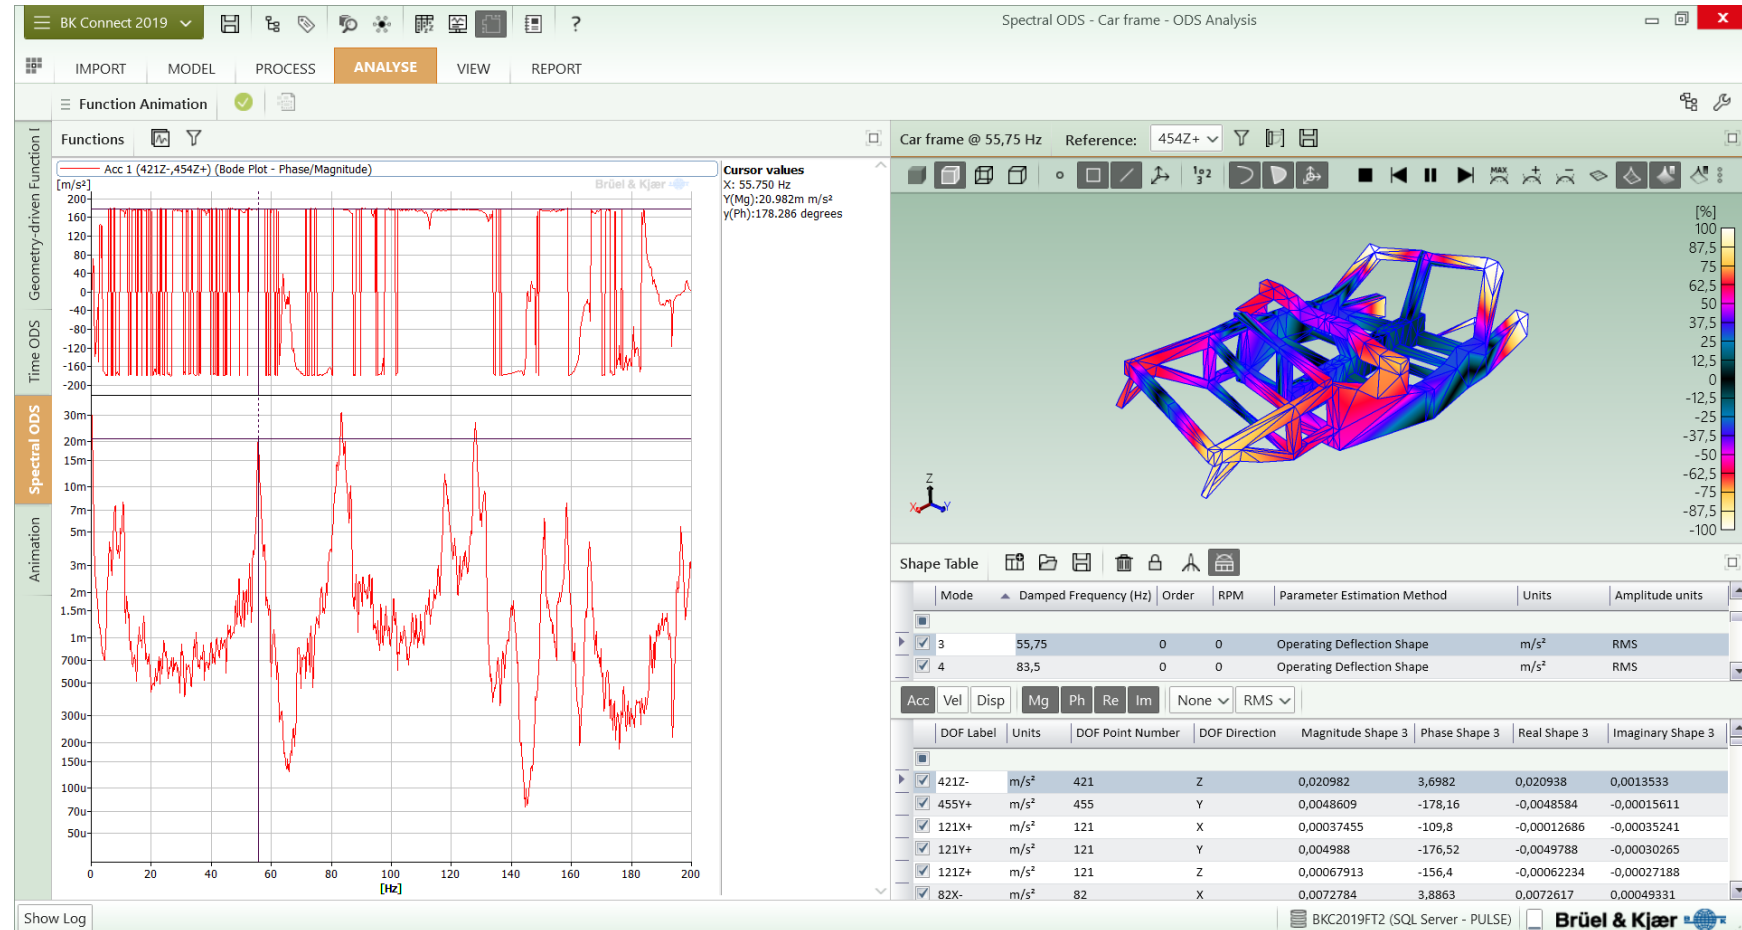 BK Connect 2019
?
Spectral ODS - Car frame - ODS Analysis
IMPORT MODEL PROCESS ANALYSE VIEW REPORT
Function Animation
Geometry-driven Function
Time ODS
Spectral ODS
Animation
Functions
Acc 1 (421Z-,454Z+) (Bode Plot - Phase/Magnitude)
[m/s²]
Brüel & Kjær
200
160
120
80
40
0
-40
-80
-120
-160
-200
30m
20m
15m
10m
7m
5m
3m
2m
1.5m
1m
700u
500u
300u
200u
150u
100u
70u
50u
0 20 40 60 80 100 120 140 160 180 200
[Hz]
Cursor values
X: 55.750 Hz
Y(Mg):20.982m m/s²
y(Ph):178.286 degrees
Car frame @ 55,75 Hz Reference: 454Z+
MAX
[%]
100
87,5
75
62,5
50
37,5
25
12,5
0
-12,5
-25
-37,5
-50
-62,5
-75
-87,5
-100
Z
X Y
Shape Table
Mode Damped Frequency (Hz) Order RPM Parameter Estimation Method Units Amplitude units
3 55,75 0 0 Operating Deflection Shape m/s² RMS
4 83,5 0 0 Operating Deflection Shape m/s² RMS
Acc Vel Disp Mg Ph Re Im None RMS
DOF Label Units DOF Point Number DOF Direction Magnitude Shape 3 Phase Shape 3 Real Shape 3 Imaginary Shape 3
421Z- m/s² 421 Z 0,020982 3,6982 0,020938 0,0013533
455Y+ m/s² 455 Y 0,0048609 -178,16 -0,0048584 -0,00015611
121X+ m/s² 121 X 0,00037455 -109,8 -0,00012686 -0,00035241
121Y+ m/s² 121 Y 0,004988 -176,52 -0,0049788 -0,00030265
121Z+ m/s² 121 Z 0,00067913 -156,4 -0,00062234 -0,00027188
82X- m/s² 82 X 0,0072784 3,8863 0,0072617 0,00049331
Show Log
BKC2019FT2 (SQL Server - PULSE)
Brüel & Kjær